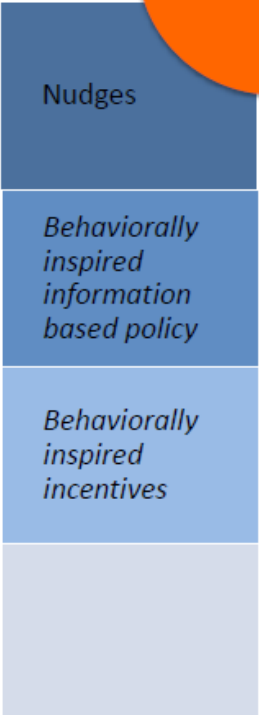 Nudges
Behaviorally
inspired
information
based policy
Behaviorally
inspired
incentives